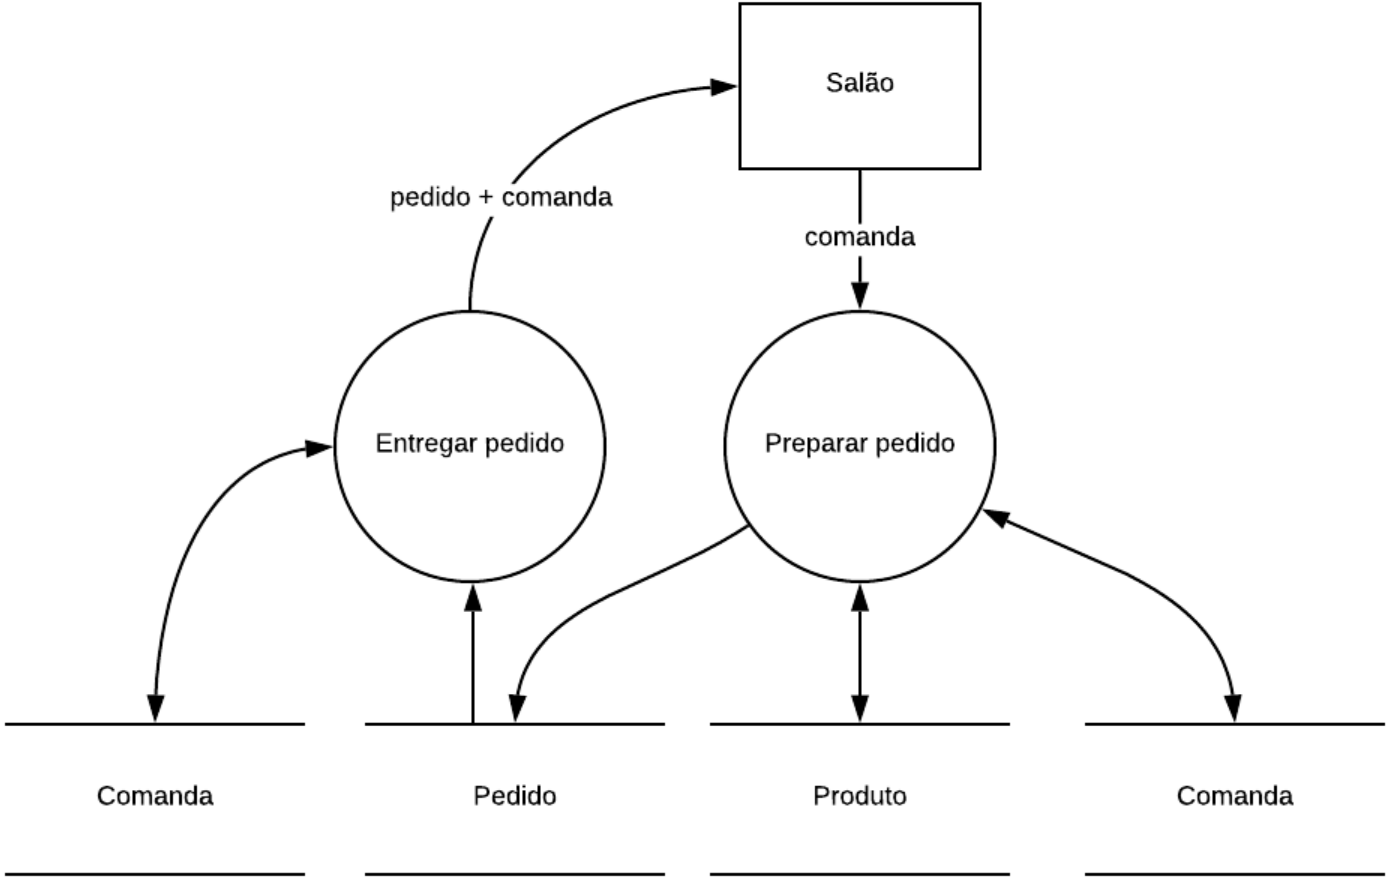 Salão
pedido + comanda
comanda
Entregar pedido
Preparar pedido
Comanda
Pedido
Produto
Comanda